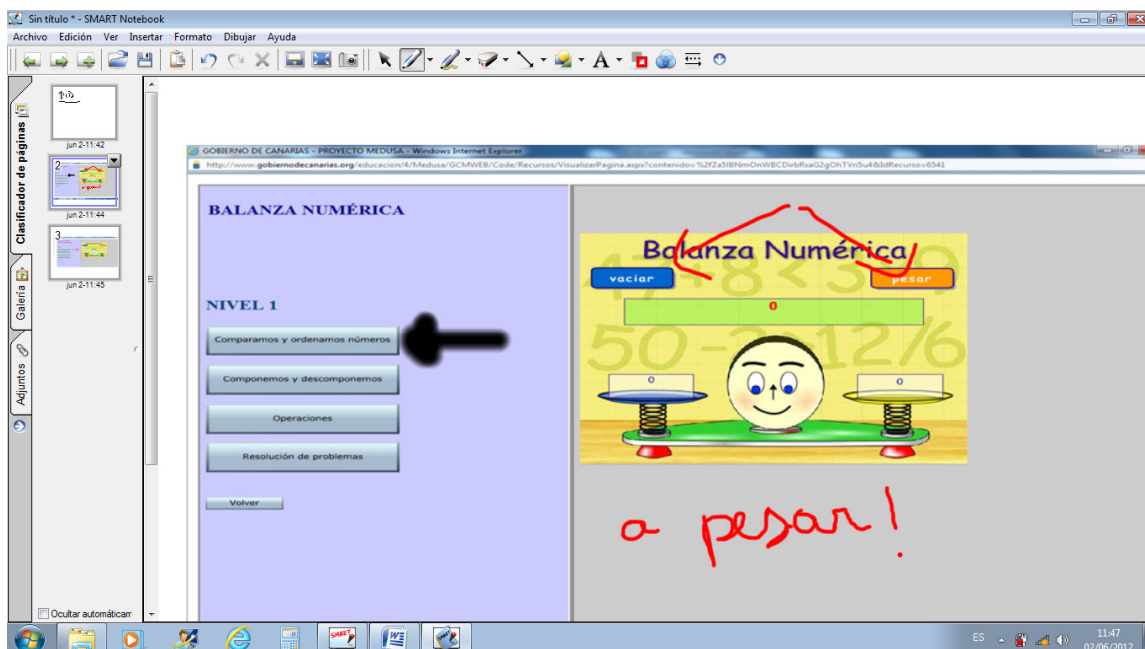 Sin título * - SMART Notebook
Archivo Edición Ver Insertar Formato Dibujar Ayuda
Clasificador de páginas
Galería
Adjuntos
jun 2-11:42
2
jun 2-11:44
3
jun 2-11:45
Ocultar automáticam
GOBIERNO DE CANARIAS - PROYECTO MEDUSA - Windows Internet Explorer
BALANZA NUMÉRICA
NIVEL 1
Comparamos y ordenamos números
Componemos y descomponemos
Operaciones
Resolución de problemas
Volver
Balanza Numérica
vaciar
pesar
0
0
0
a pesar!
ES
11:47
02/06/2012